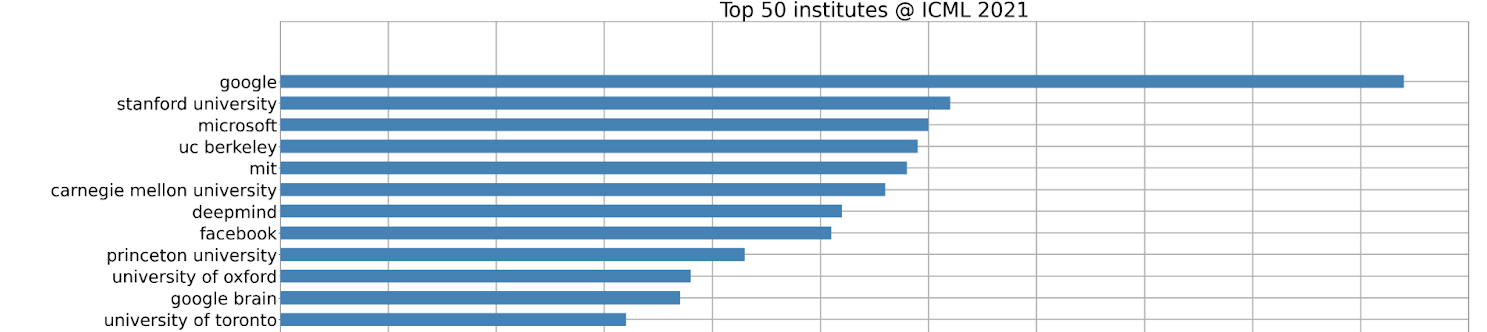 Top 50 institutes @ ICML 2021
google
stanford university
microsoft
uc berkeley
mit
carnegie mellon university
deepmind
facebook
princeton university
university of oxford
google brain
university of toronto